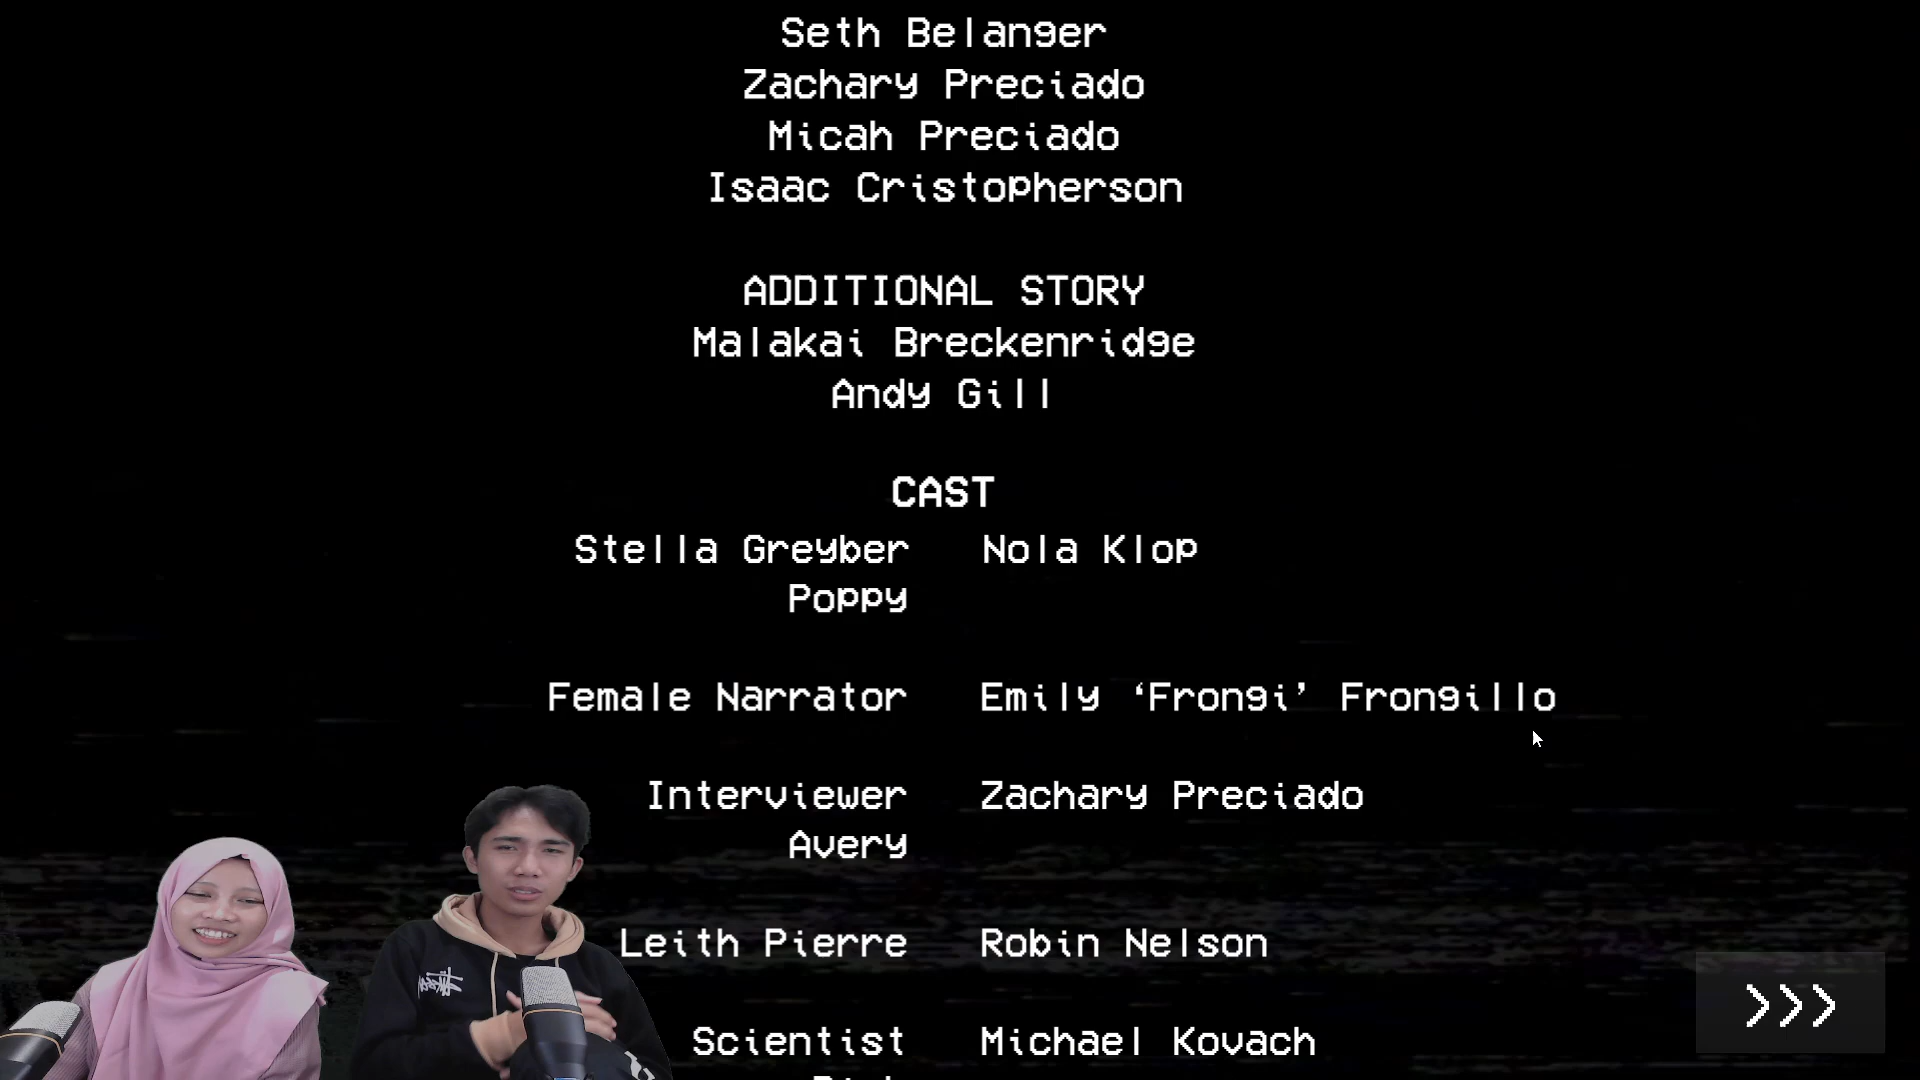 Seth Belanger
Zachary Preciado
Micah Preciado
Isaac Cristopherson
ADDITIONAL STORY
Malakai Breckenridge
Andy Gill
CAST
Stella Greyber Nola Klop
Poppy
Female Narrator Emily ‘Frongi’ Frongillo
Interviewer Zachary Preciado
Avery
Leith Pierre Robin Nelson
Scientist Michael Kovach
>>>